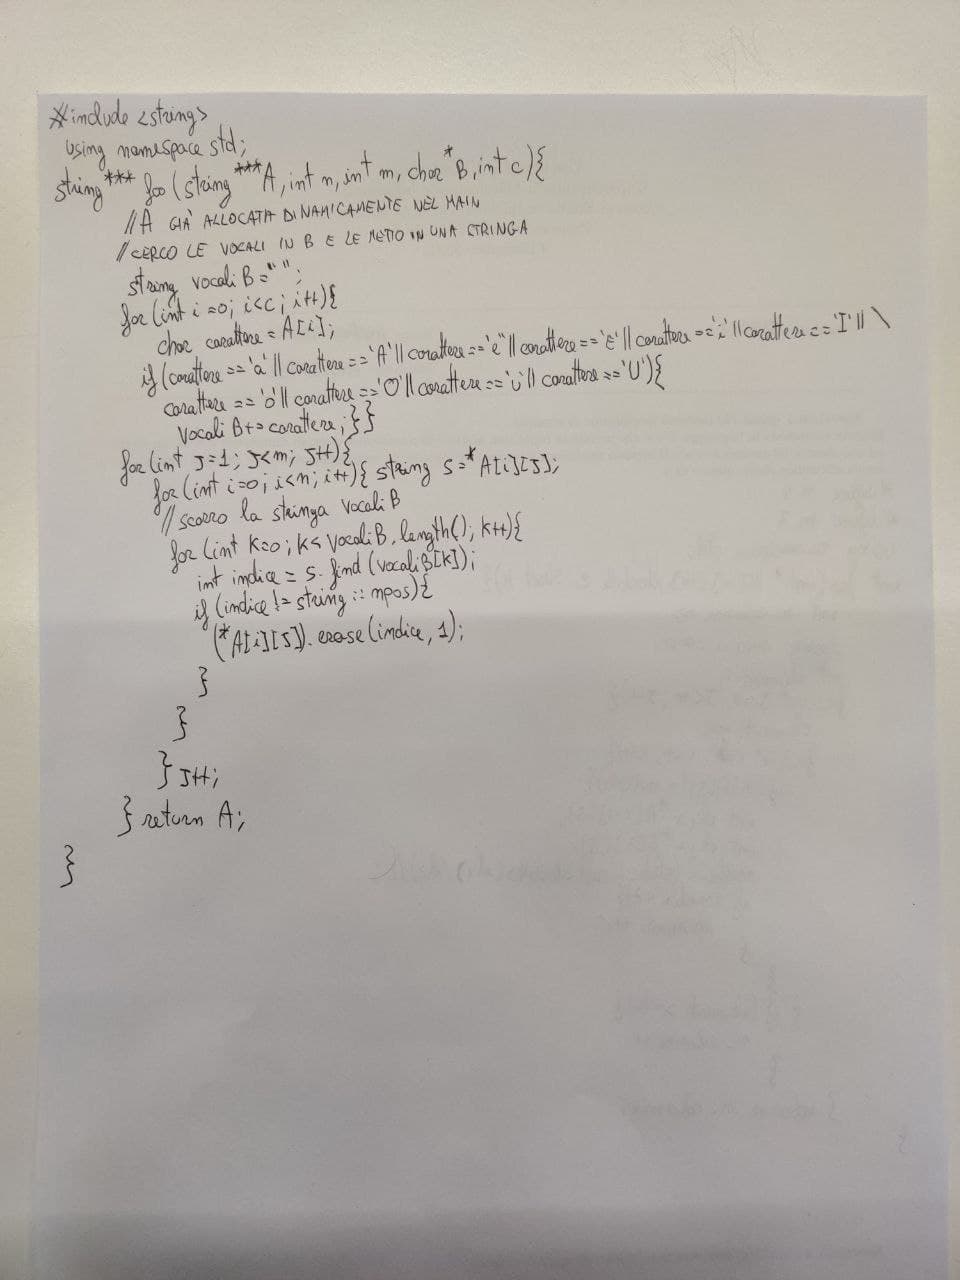 #include <string>
using namespace std;
string*** foo(string ***A, int n, int m, char *B, int c){
//A GIÀ ALLOCATA DINAMICAMENTE NEL MAIN
//CERCO LE VOCALI IN B E LE METTO IN UNA STRINGA
string vocaliB="";
for(int i=0; i<c; i++){
char carattere = A[i];
if(carattere=='a'||carattere=='A'||carattere=='e'||carattere=='E'||carattere=='i'||carattere=='I'||\
carattere=='o'||carattere=='O'||carattere=='u'||carattere=='U'){
vocaliB+=carattere;}}
for(int J=1; J<m; J++){
for(int i=0; i<n; i++){ string s=*A[i][J];
//scorro la stringa vocaliB
for(int k=0; k<vocaliB.length(); k++){
int indice = s.find(vocaliB[k]);
if(indice!=string::npos){
(*A[i][J]).erase(indice, 1);
}
}
} J++;
} return A;
}